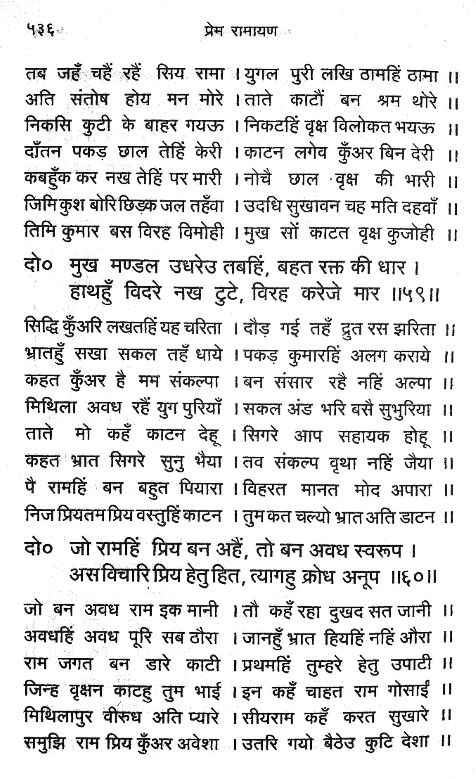 ५३६
प्रेम रामायण
तब जहँ चहैं रहैं सिय रामा । युगल पुरी लखि ठामहिं ठामा ॥
अति संतोष होय मन मोरे । ताते काटौं बन श्रम थोरे ॥
निकसि कुटी के बाहर गयऊ । निकटहिं वृक्ष विलोकत भयऊ ॥
दाँतन पकड़ छाल तेहिं केरी । काटन लगेव कुँअर बिन देरी ॥
कबहुँक कर नख तेहिं पर मारी । नोचै छाल वृक्ष की भारी ॥
जिमि कुश बोरि छिड़क जल तहँवा । उदधि सुखावन चह मति दहवाँ ॥
तिमि कुमार बस विरह विमोही । मुख सों काटत वृक्ष कुजोही ॥
दो० मुख मण्डल उधरेउ तबहिं, बहत रक्त की धार ।
हाथहुँ विदरे नख टुटे, विरह करेजे मार ॥५९॥
सिद्धि कुँअरि लखतहिं यह चरिता । दौड़ गई तहँ द्रुत रस झरिता ॥
भ्रातहुँ सखा सकल तहँ धाये । पकड़ कुमारहिं अलग कराये ॥
कहत कुँअर है मम संकल्पा । बन संसार रहै नहिं अल्पा ॥
मिथिला अवध रहैं युग पुरियाँ । सकल अंड भरि बसै सुभुरिया ॥
ताते मो कहँ काटन देहू । सिगरे आप सहायक होहू ॥
कहत भ्रात सिगरे सुनु भैया । तव संकल्प वृथा नहिं जैया ॥
पै रामहिं बन बहुत पियारा । विहरत मानत मोद अपारा ॥
निज प्रियतम प्रिय वस्तुहिं काटन । तुम कत चल्यो भ्रात अति डाटन ॥
दो० जो रामहिं प्रिय बन अहैं, तो बन अवध स्वरूप ।
अस विचारि प्रिय हेतु हित, त्यागहु क्रोध अनूप ॥६०॥
जो बन अवध राम इक मानी । तौ कहँ रहा दुखद सत जानी ॥
अवधहिं अवध पूरि सब ठौरा । जानहुँ भ्रात हियहिं नहिं औरा ॥
राम जगत बन डारे काटी । प्रथमहिं तुम्हरे हेतु उपाटी ॥
जिन्ह वृक्षन काटहु तुम भाई । इन कहँ चाहत राम गोसाईं ॥
मिथिलापुर वीरुध अति प्यारे । सीयराम कहँ करत सुखारे ॥
समुझि राम प्रिय कुँअर अवेशा । उतरि गयो बैठेउ कुटि देशा ॥